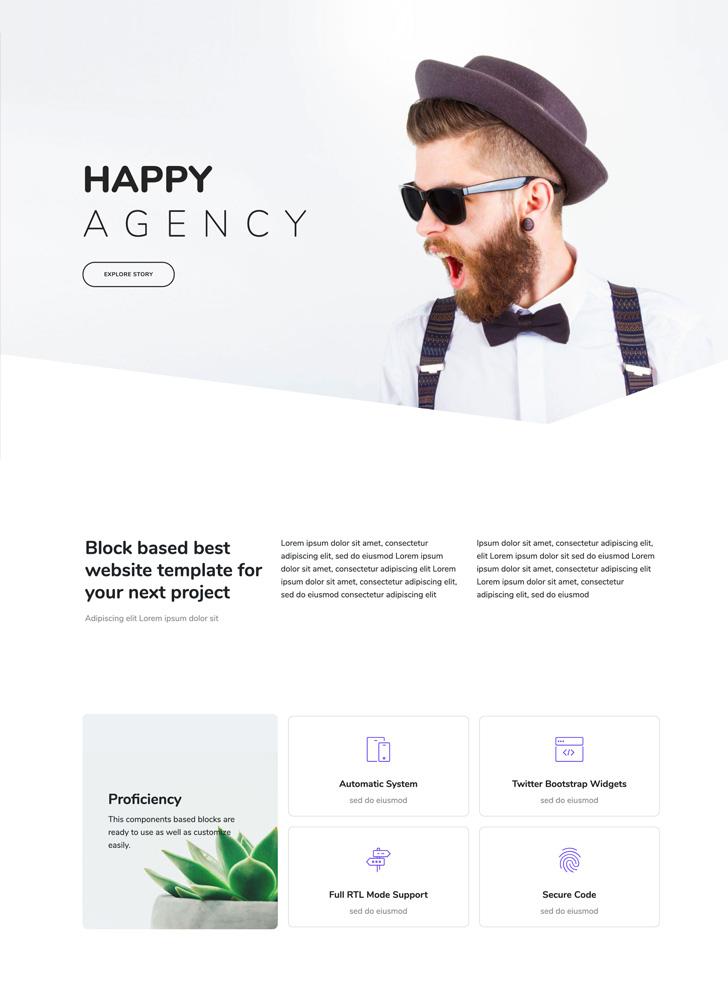 HAPPY
AGENCY
EXPLORE STORY
Block based best
website template for
your next project
Adipiscing elit Lorem ipsum dolor sit
Lorem ipsum dolor sit amet, consectetur
adipiscing elit, sed do eiusmod Lorem ipsum
dolor sit amet, consectetur adipiscing elit Lorem
ipsum dolor sit amet, consectetur adipiscing elit,
sed do eiusmod consectetur adipiscing elit
Ipsum dolor sit amet, consectetur adipiscing elit,
elit Lorem ipsum dolor sit sed do eiusmod Lorem
ipsum dolor sit amet, consectetur adipiscing elit
Lorem ipsum dolor sit amet, consectetur
adipiscing elit, sed do eiusmod
Proficiency
This components based blocks are
ready to use as well as customize
easily.
Automatic System
sed do eiusmod
Twitter Bootstrap Widgets
sed do eiusmod
Full RTL Mode Support
sed do eiusmod
Secure Code
sed do eiusmod